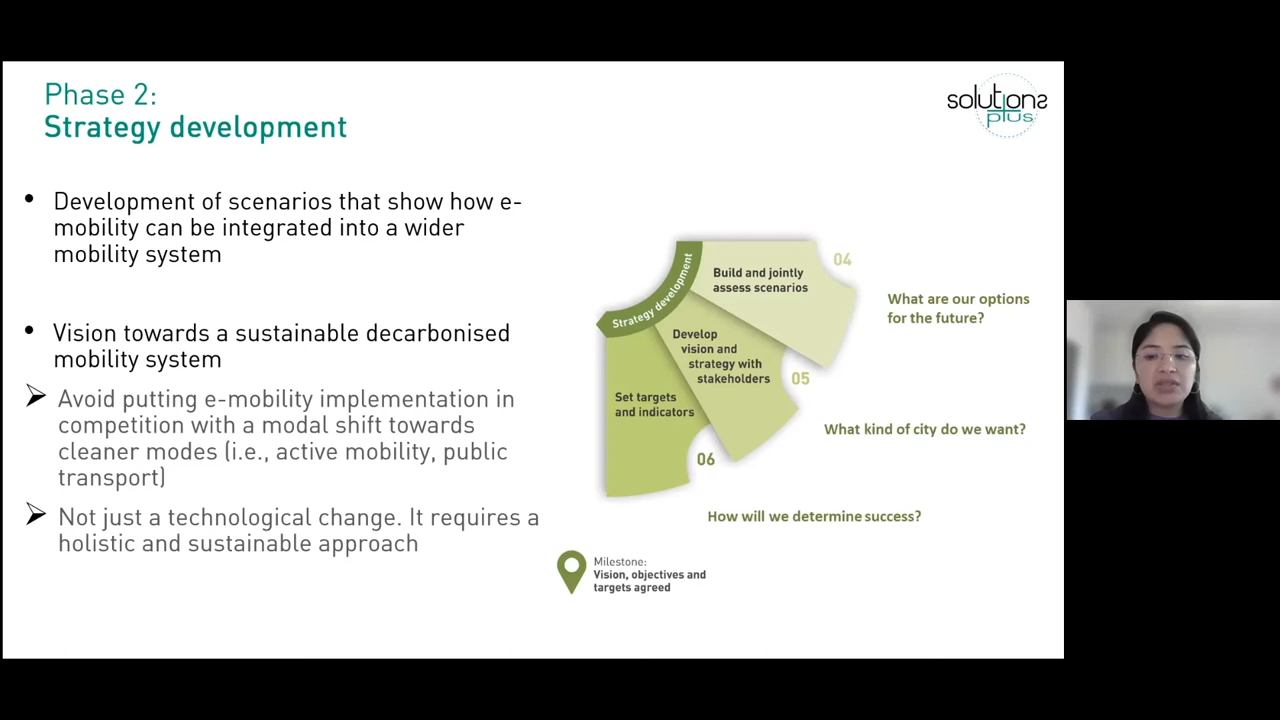 Phase 2:
Strategy development
solutions
plus
• Development of scenarios that show how e-
mobility can be integrated into a wider
mobility system
• Vision towards a sustainable decarbonised
mobility system
➢ Avoid putting e-mobility implementation in
competition with a modal shift towards
cleaner modes (i.e., active mobility, public
transport)
➢ Not just a technological change. It requires a
holistic and sustainable approach
Strategy development
Build and jointly
assess scenarios
04
What are our options
for the future?
Develop
vision and
strategy with
stakeholders
05
What kind of city do we want?
Set targets
and indicators
06
How will we determine success?
Milestone:
Vision, objectives and
targets agreed